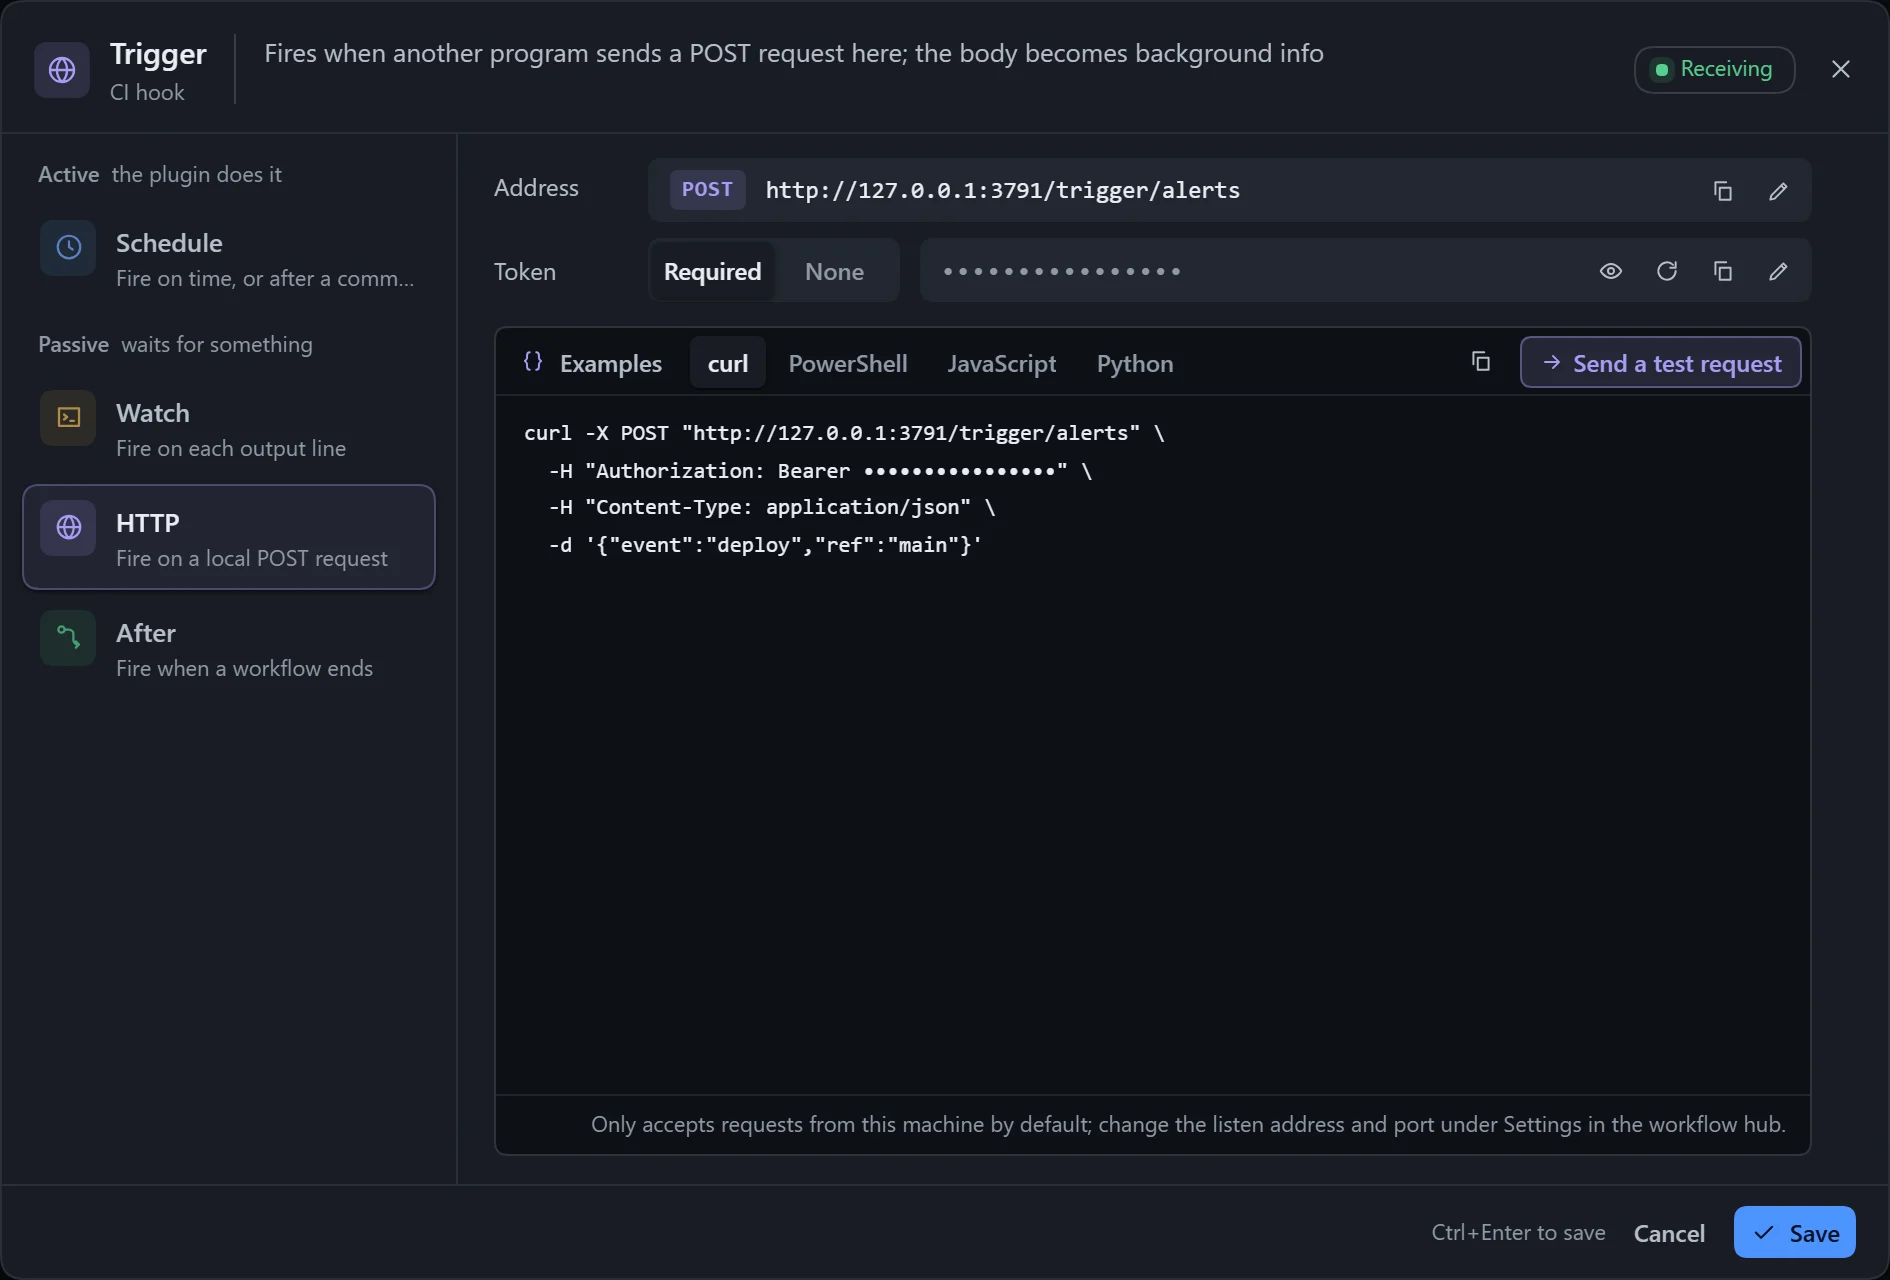 Trigger
CI hook
Fires when another program sends a POST request here; the body becomes background info
Receiving
Active the plugin does it
Schedule
Fire on time, or after a comm...
Passive waits for something
Watch
Fire on each output line
HTTP
Fire on a local POST request
After
Fire when a workflow ends
Address
POST http://127.0.0.1:3791/trigger/alerts
Token
Required None ••••••••••••••••
{} Examples curl PowerShell JavaScript Python
Send a test request
curl -X POST "http://127.0.0.1:3791/trigger/alerts" \
-H "Authorization: Bearer ••••••••••••••••" \
-H "Content-Type: application/json" \
-d '{"event":"deploy","ref":"main"}'
Only accepts requests from this machine by default; change the listen address and port under Settings in the workflow hub.
Ctrl+Enter to save
Cancel
Save